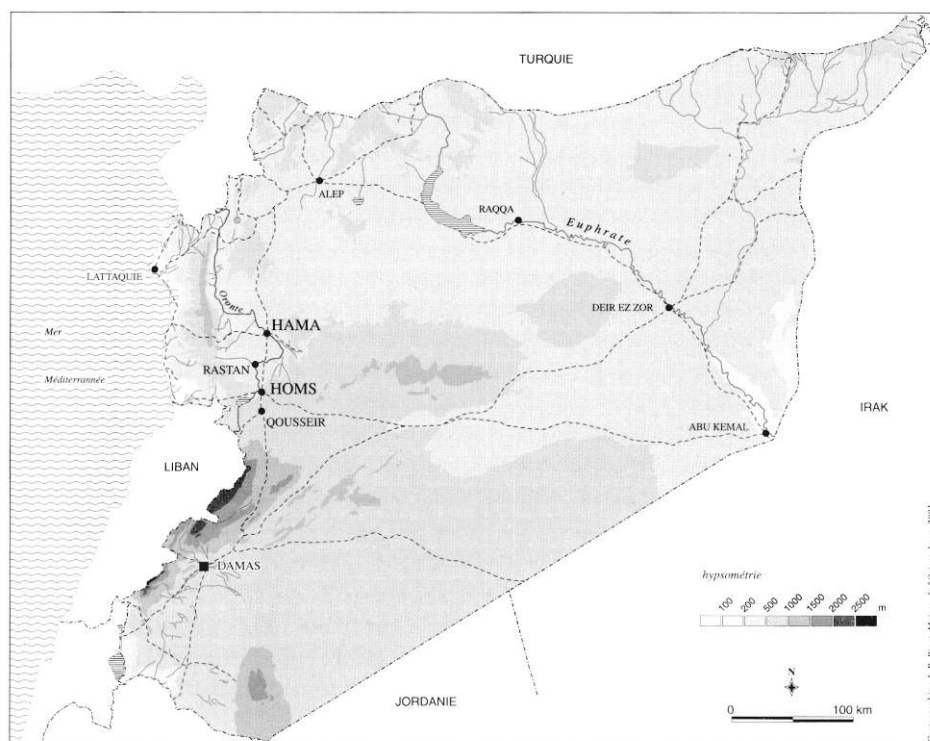 TURQUIE
ALEP
RAQQA
Euphrate
LATTAQUIE
Oronte
DEIR EZ ZOR
HAMA
Mer
RASTAN
Méditerrannée
HOMS
QOUSSEIR
IRAK
ABU KEMAL
LIBAN
DAMAS
hypsométrie
100 200 500 1000 1500 2000 2500 m
N
JORDANIE
0 100 km